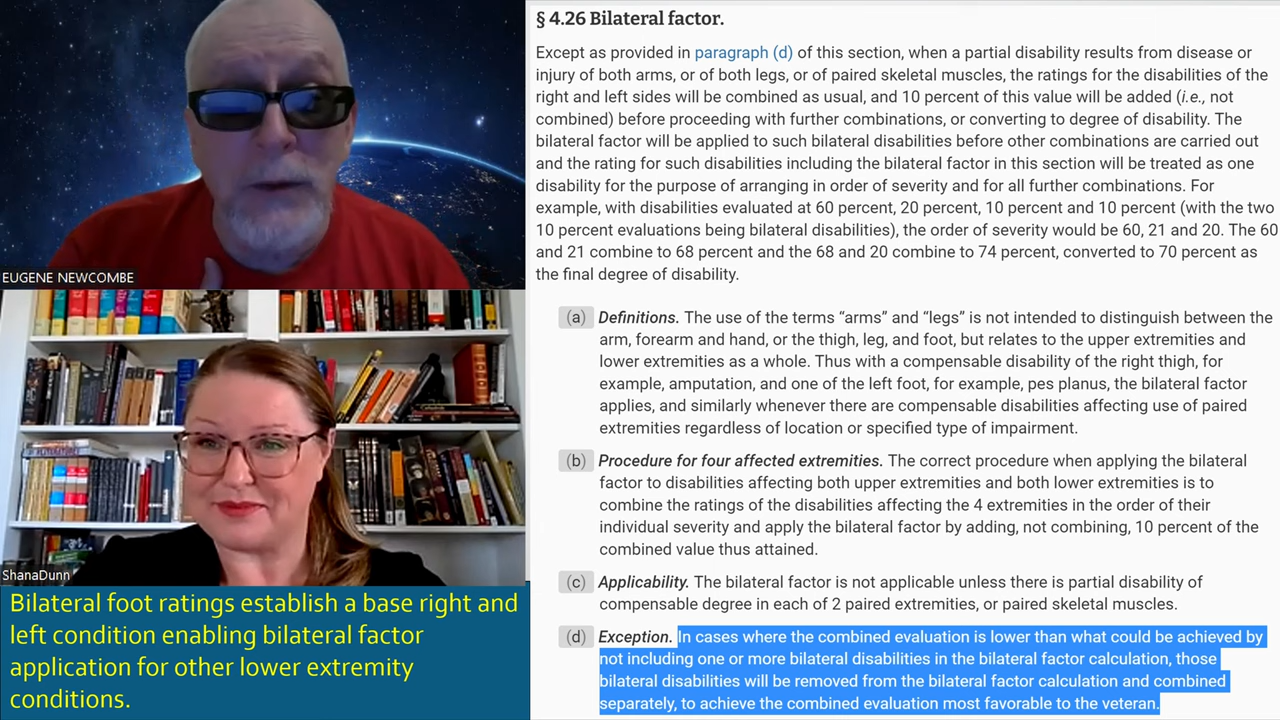 EUGENE NEWCOMBE
ShanaDunn
Bilateral foot ratings establish a base right and
left condition enabling bilateral factor
application for other lower extremity
conditions.
§ 4.26 Bilateral factor.
Except as provided in paragraph (d) of this section, when a partial disability results from disease or
injury of both arms, or of both legs, or of paired skeletal muscles, the ratings for the disabilities of the
right and left sides will be combined as usual, and 10 percent of this value will be added (i.e., not
combined) before proceeding with further combinations, or converting to degree of disability. The
bilateral factor will be applied to such bilateral disabilities before other combinations are carried out
and the rating for such disabilities including the bilateral factor in this section will be treated as one
disability for the purpose of arranging in order of severity and for all further combinations. For
example, with disabilities evaluated at 60 percent, 20 percent, 10 percent and 10 percent (with the two
10 percent evaluations being bilateral disabilities), the order of severity would be 60, 21 and 20. The 60
and 21 combine to 68 percent and the 68 and 20 combine to 74 percent, converted to 70 percent as
the final degree of disability.
(a) Definitions. The use of the terms “arms” and “legs” is not intended to distinguish between the
arm, forearm and hand, or the thigh, leg, and foot, but relates to the upper extremities and
lower extremities as a whole. Thus with a compensable disability of the right thigh, for
example, amputation, and one of the left foot, for example, pes planus, the bilateral factor
applies, and similarly whenever there are compensable disabilities affecting use of paired
extremities regardless of location or specified type of impairment.
(b) Procedure for four affected extremities. The correct procedure when applying the bilateral
factor to disabilities affecting both upper extremities and both lower extremities is to
combine the ratings of the disabilities affecting the 4 extremities in the order of their
individual severity and apply the bilateral factor by adding, not combining, 10 percent of the
combined value thus attained.
(c) Applicability. The bilateral factor is not applicable unless there is partial disability of
compensable degree in each of 2 paired extremities, or paired skeletal muscles.
(d) Exception. In cases where the combined evaluation is lower than what could be achieved by
not including one or more bilateral disabilities in the bilateral factor calculation, those
bilateral disabilities will be removed from the bilateral factor calculation and combined
separately, to achieve the combined evaluation most favorable to the veteran.